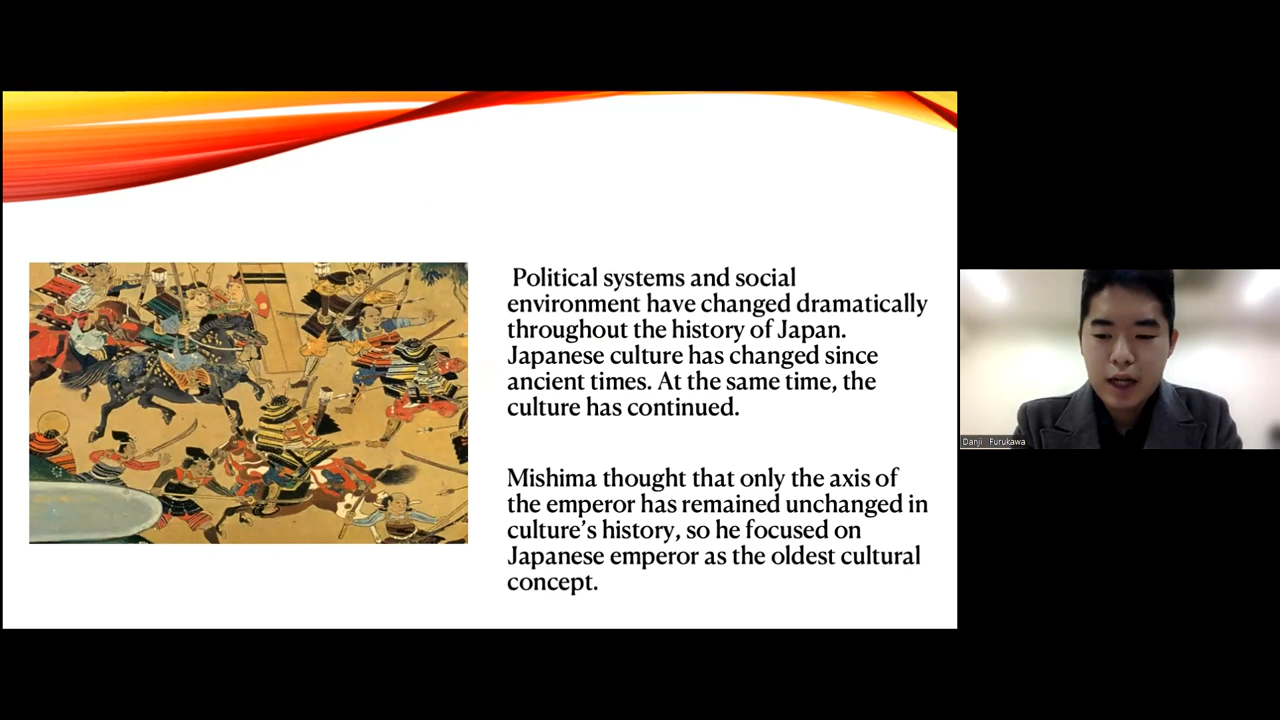 Political systems and social
environment have changed dramatically
throughout the history of Japan.
Japanese culture has changed since
ancient times. At the same time, the
culture has continued.
Mishima thought that only the axis of
the emperor has remained unchanged in
culture’s history, so he focused on
Japanese emperor as the oldest cultural
concept.
Danji Furukawa